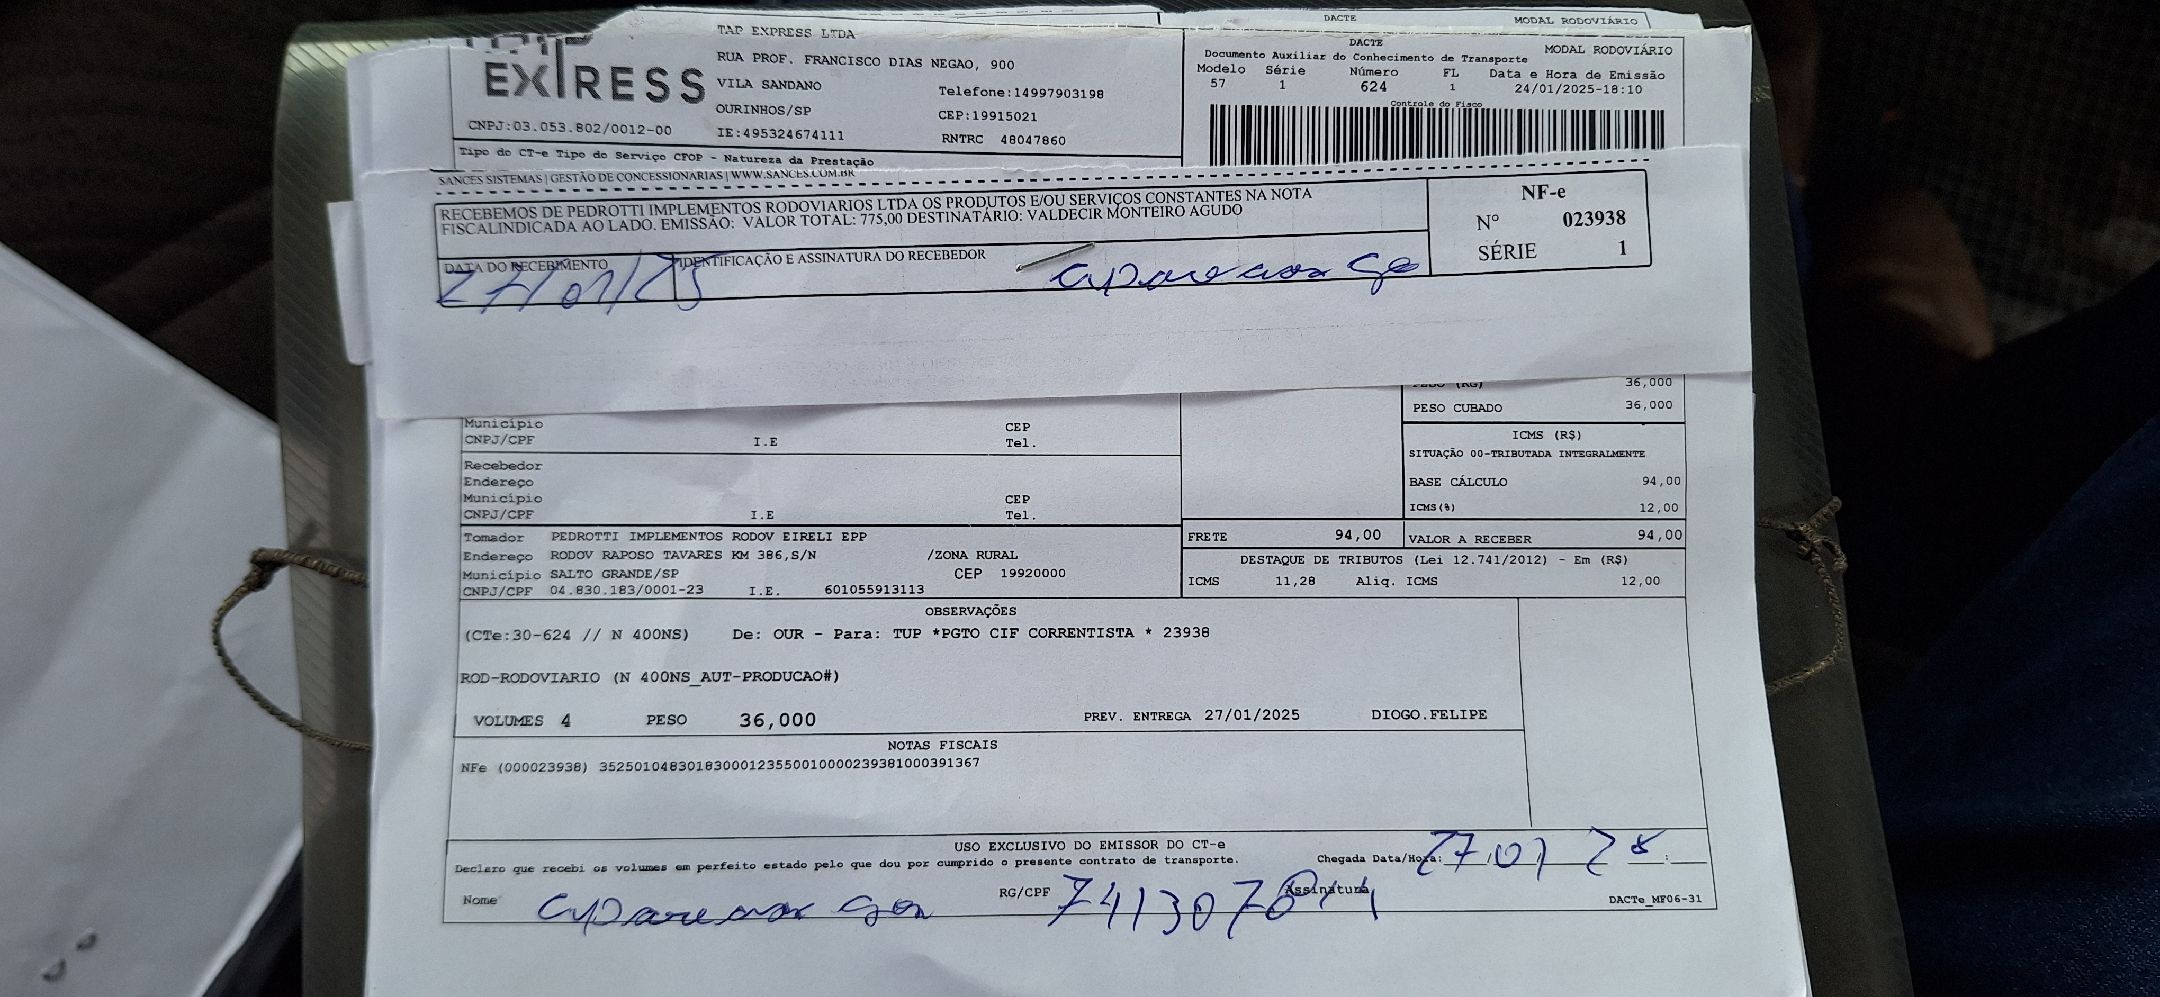 DACTE MODAL RODOVIÁRIO
TAP EXPRESS LTDA
EXPRESS
RUA PROF. FRANCISCO DIAS NEGAO, 900
VILA SANDANO
Telefone:14997903198
OURINHOS/SP
CEP:19915021
CNPJ:03.053.802/0012-00
IE:495324674111
RNTRC 48047860
DACTE MODAL RODOVIÁRIO
Documento Auxiliar do Conhecimento de Transporte
Modelo Série Número FL Data e Hora de Emissão
57 1 624 1 24/01/2025-18:10
Controle do Fisco
Tipo do CT-e Tipo do Serviço CFOP - Natureza da Prestação
SANCES SISTEMAS | GESTÃO DE CONCESSIONARIAS | WWW.SANCES.COM.BR
RECEBEMOS DE PEDROTTI IMPLEMENTOS RODOVIARIOS LTDA OS PRODUTOS E/OU SERVIÇOS CONSTANTES NA NOTA
FISCALINDICADA AO LADO. EMISSÃO: VALOR TOTAL: 775,00 DESTINATÁRIO: VALDECIR MONTEIRO AGUDO
NF-e
Nº 023938
SÉRIE 1
DATA DO RECEBIMENTO
IDENTIFICAÇÃO E ASSINATURA DO RECEBEDOR
27/01/25
PESO (KG) 36,000
PESO CUBADO 36,000
Município CEP
CNPJ/CPF I.E Tel.
Recebedor
Endereço
Município CEP
CNPJ/CPF I.E Tel.
ICMS (R$)
SITUAÇÃO 00-TRIBUTADA INTEGRALMENTE
BASE CÁLCULO 94,00
ICMS(%) 12,00
Tomador PEDROTTI IMPLEMENTOS RODOV EIRELI EPP
Endereço RODOV RAPOSO TAVARES KM 386,S/N /ZONA RURAL
Município SALTO GRANDE/SP CEP 19920000
CNPJ/CPF 04.830.183/0001-23 I.E. 601055913113
FRETE 94,00 VALOR A RECEBER 94,00
DESTAQUE DE TRIBUTOS (Lei 12.741/2012) - Em (R$)
ICMS 11,28 Aliq. ICMS 12,00
OBSERVAÇÕES
(CTe:30-624 // N 400NS) De: OUR - Para: TUP *PGTO CIF CORRENTISTA * 23938
ROD-RODOVIARIO (N 400NS_AUT-PRODUCAO#)
VOLUMES 4 PESO 36,000 PREV. ENTREGA 27/01/2025 DIOGO.FELIPE
NOTAS FISCAIS
NFe (000023938) 35250104830183000123550010000239381000391367
USO EXCLUSIVO DO EMISSOR DO CT-e
Declaro que recebi os volumes em perfeito estado pelo que dou por cumprido o presente contrato de transporte.
Chegada Data/Hora: 27 01 25
Nome
RG/CPF
Assinatura
DACTe_MF06-31